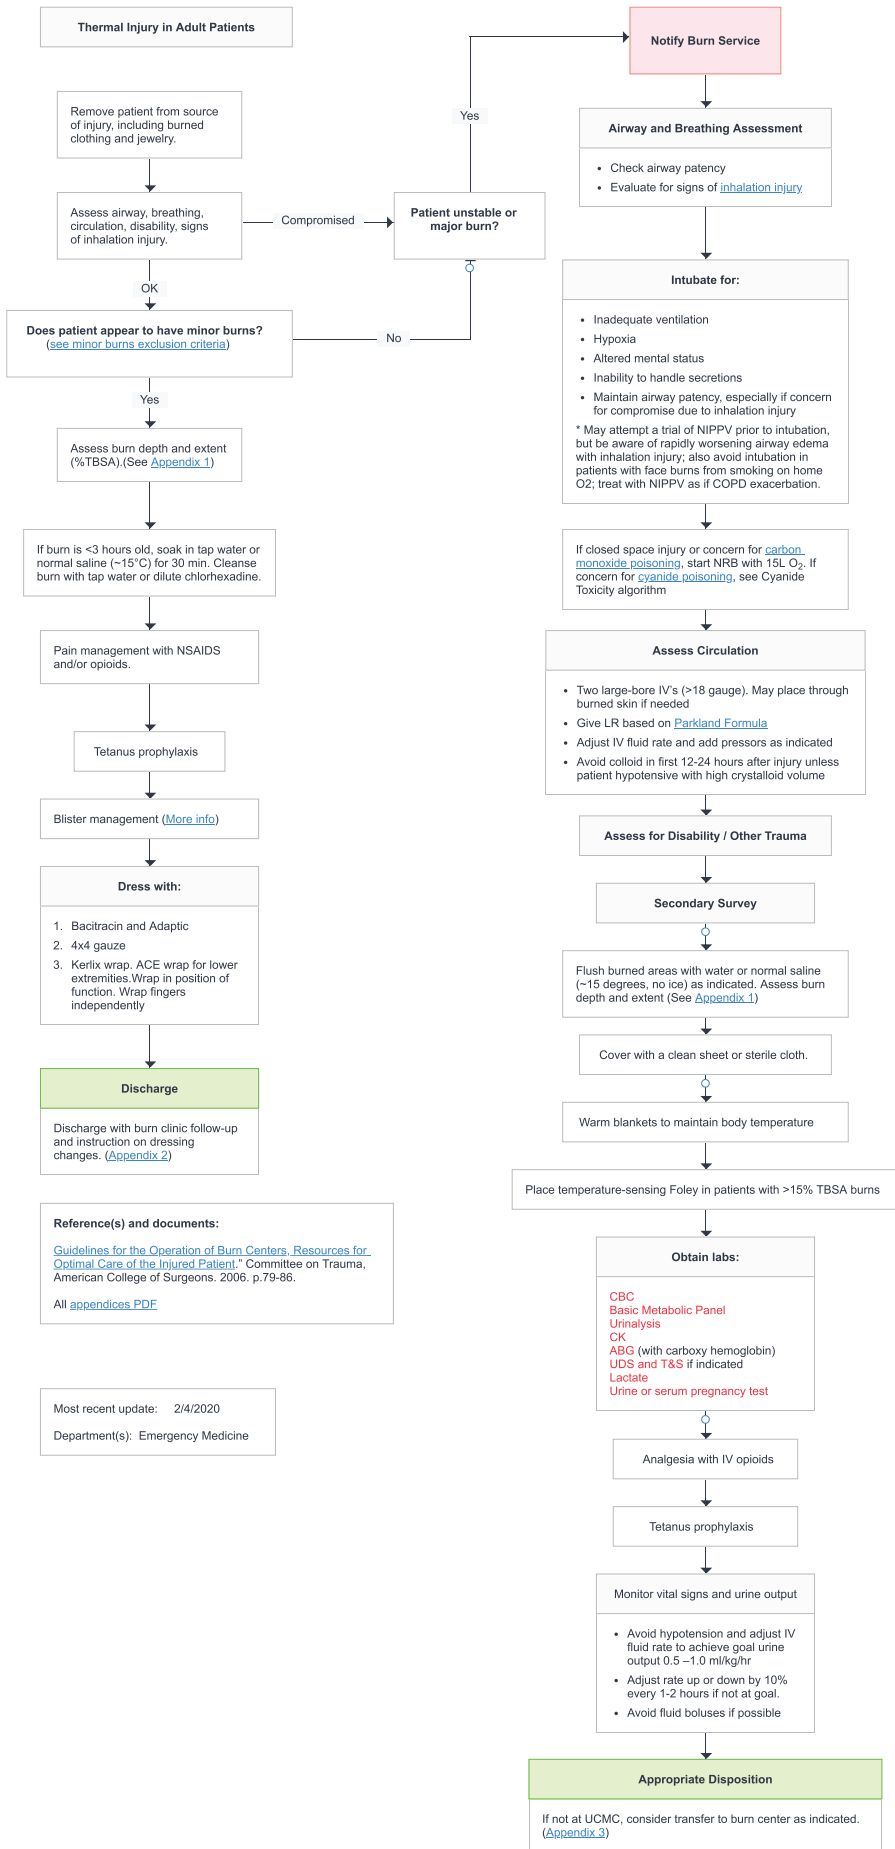 Thermal Injury in Adult Patients
Remove patient from source
of injury, including burned
clothing and jewelry.
Assess airway, breathing,
circulation, disability, signs
of inhalation injury.
Compromised
Patient unstable or
major burn?
Yes
OK
Does patient appear to have minor burns?
(see minor burns exclusion criteria)
No
Yes
Assess burn depth and extent
(%TBSA).(See Appendix 1)
If burn is <3 hours old, soak in tap water or
normal saline (~15°C) for 30 min. Cleanse
burn with tap water or dilute chlorhexadine.
Pain management with NSAIDS
and/or opioids.
Tetanus prophylaxis
Blister management (More info)
Dress with:
1. Bacitracin and Adaptic
2. 4x4 gauze
3. Kerlix wrap. ACE wrap for lower
extremities.Wrap in position of
function. Wrap fingers
independently
Discharge
Discharge with burn clinic follow-up
and instruction on dressing
changes. (Appendix 2)
Reference(s) and documents:
Guidelines for the Operation of Burn Centers, Resources for
Optimal Care of the Injured Patient." Committee on Trauma,
American College of Surgeons. 2006. p.79-86.
All appendices PDF
Most recent update: 2/4/2020
Department(s): Emergency Medicine
Notify Burn Service
Airway and Breathing Assessment
• Check airway patency
• Evaluate for signs of inhalation injury
Intubate for:
• Inadequate ventilation
• Hypoxia
• Altered mental status
• Inability to handle secretions
• Maintain airway patency, especially if concern
for compromise due to inhalation injury
* May attempt a trial of NIPPV prior to intubation,
but be aware of rapidly worsening airway edema
with inhalation injury; also avoid intubation in
patients with face burns from smoking on home
O2; treat with NIPPV as if COPD exacerbation.
If closed space injury or concern for carbon
monoxide poisoning, start NRB with 15L O₂. If
concern for cyanide poisoning, see Cyanide
Toxicity algorithm
Assess Circulation
• Two large-bore IV's (>18 gauge). May place through
burned skin if needed
• Give LR based on Parkland Formula
• Adjust IV fluid rate and add pressors as indicated
• Avoid colloid in first 12-24 hours after injury unless
patient hypotensive with high crystalloid volume
Assess for Disability / Other Trauma
Secondary Survey
Flush burned areas with water or normal saline
(~15 degrees, no ice) as indicated. Assess burn
depth and extent (See Appendix 1)
Cover with a clean sheet or sterile cloth.
Warm blankets to maintain body temperature
Place temperature-sensing Foley in patients with >15% TBSA burns
Obtain labs:
CBC
Basic Metabolic Panel
Urinalysis
CK
ABG (with carboxy hemoglobin)
UDS and T&S if indicated
Lactate
Urine or serum pregnancy test
Analgesia with IV opioids
Tetanus prophylaxis
Monitor vital signs and urine output
• Avoid hypotension and adjust IV
fluid rate to achieve goal urine
output 0.5 –1.0 ml/kg/hr
• Adjust rate up or down by 10%
every 1-2 hours if not at goal.
• Avoid fluid boluses if possible
Appropriate Disposition
If not at UCMC, consider transfer to burn center as indicated.
(Appendix 3)